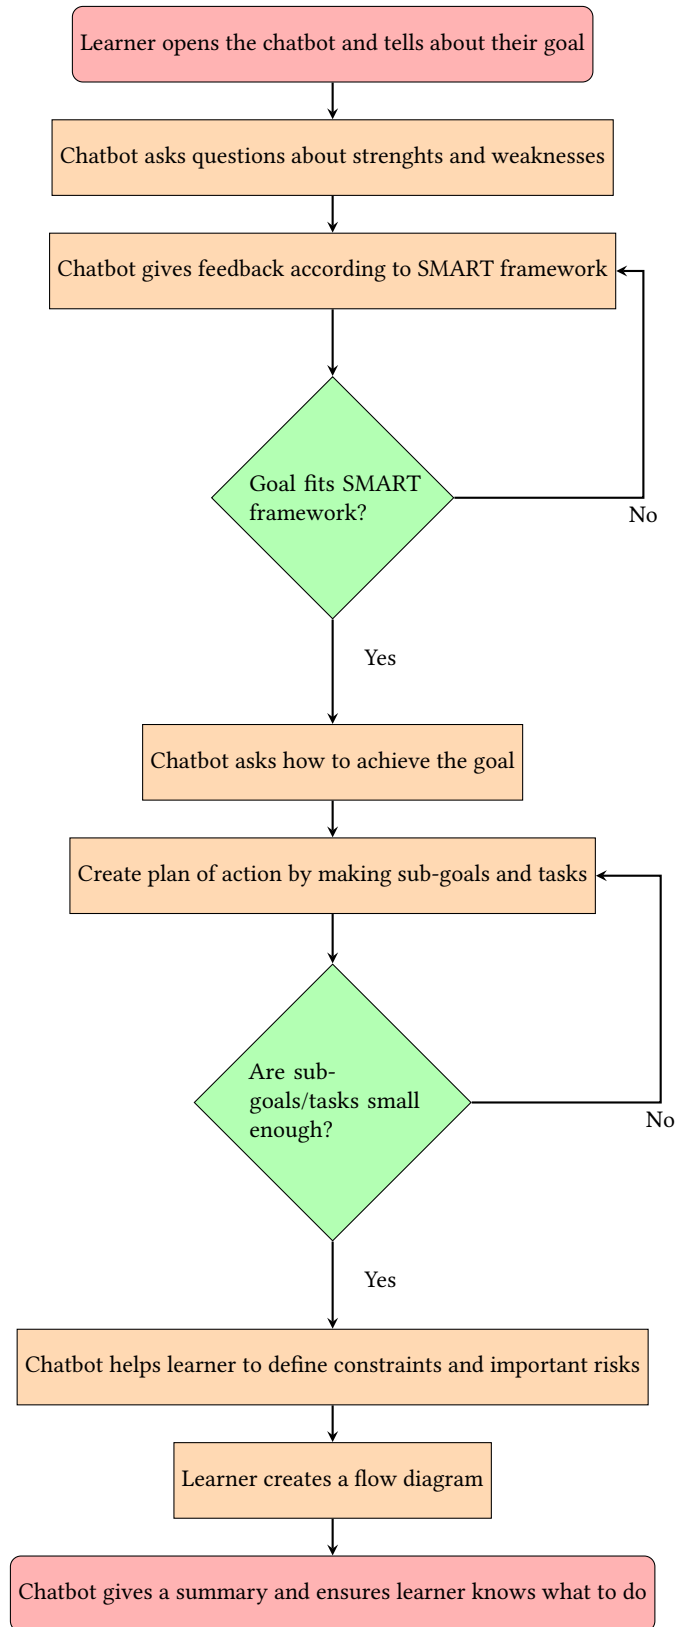 Learner opens the chatbot and tells about their goal
Chatbot asks questions about strenghts and weaknesses
Chatbot gives feedback according to SMART framework
Goal fits SMART
framework?
No
Yes
Chatbot asks how to achieve the goal
Create plan of action by making sub-goals and tasks
Are sub-
goals/tasks small
enough?
No
Yes
Chatbot helps learner to define constraints and important risks
Learner creates a flow diagram
Chatbot gives a summary and ensures learner knows what to do